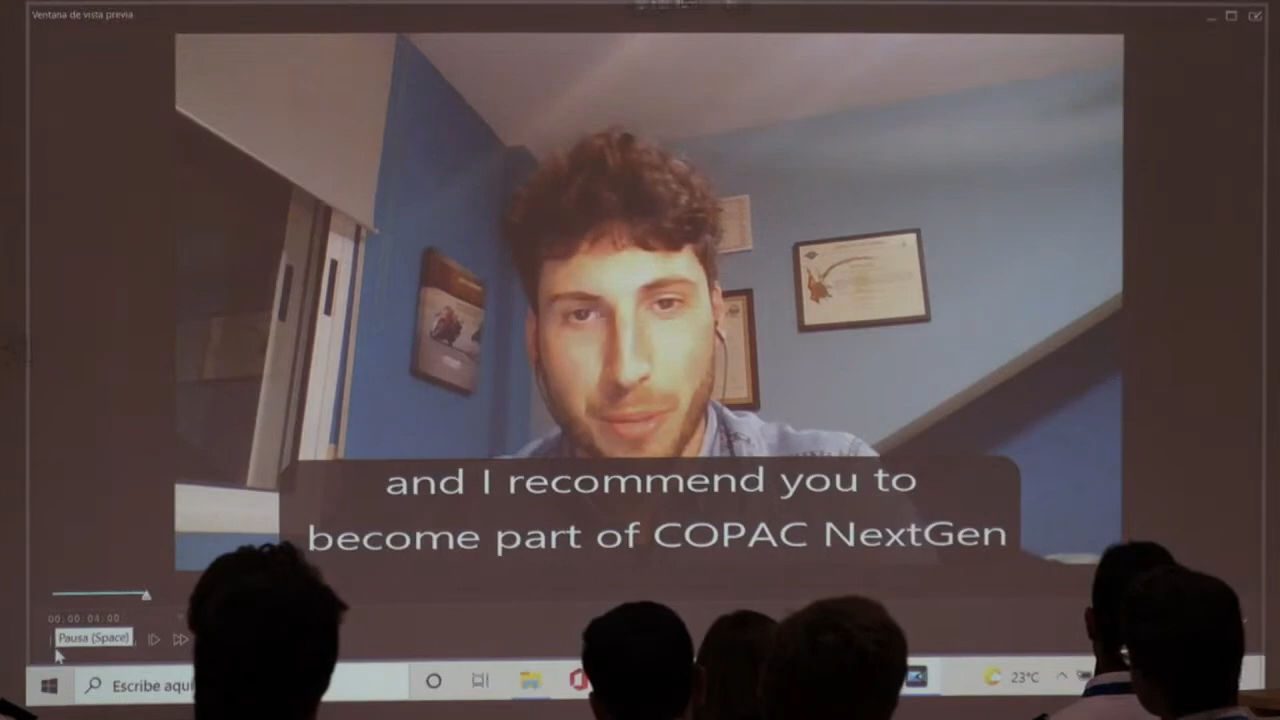 Ventana de vista previa
and I recommend you to
become part of COPAC NextGen
00:00:04:00
Pausa (Space)
Escribe aquí
23°C